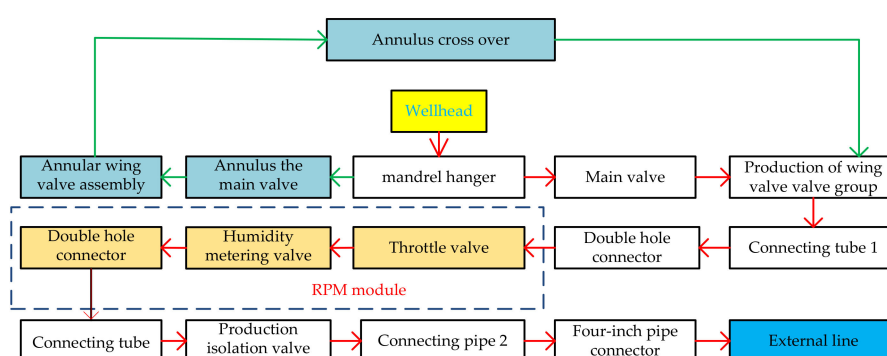 Annulus cross over
Wellhead
Annular wing
valve assembly
Annulus the
main valve
mandrel hanger
Main valve
Production of wing
valve valve group
Double hole
connector
Humidity
metering valve
Throttle valve
Double hole
connector
Connecting tube 1
RPM module
Connecting tube
Production
isolation valve
Connecting pipe 2
Four-inch pipe
connector
External line